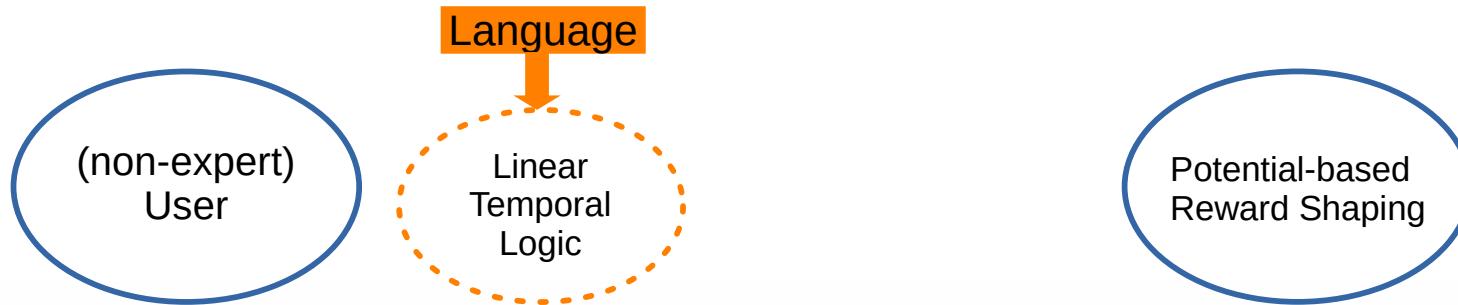 Language
(non-expert)
User
Linear
Temporal
Logic
Potential-based
Reward Shaping